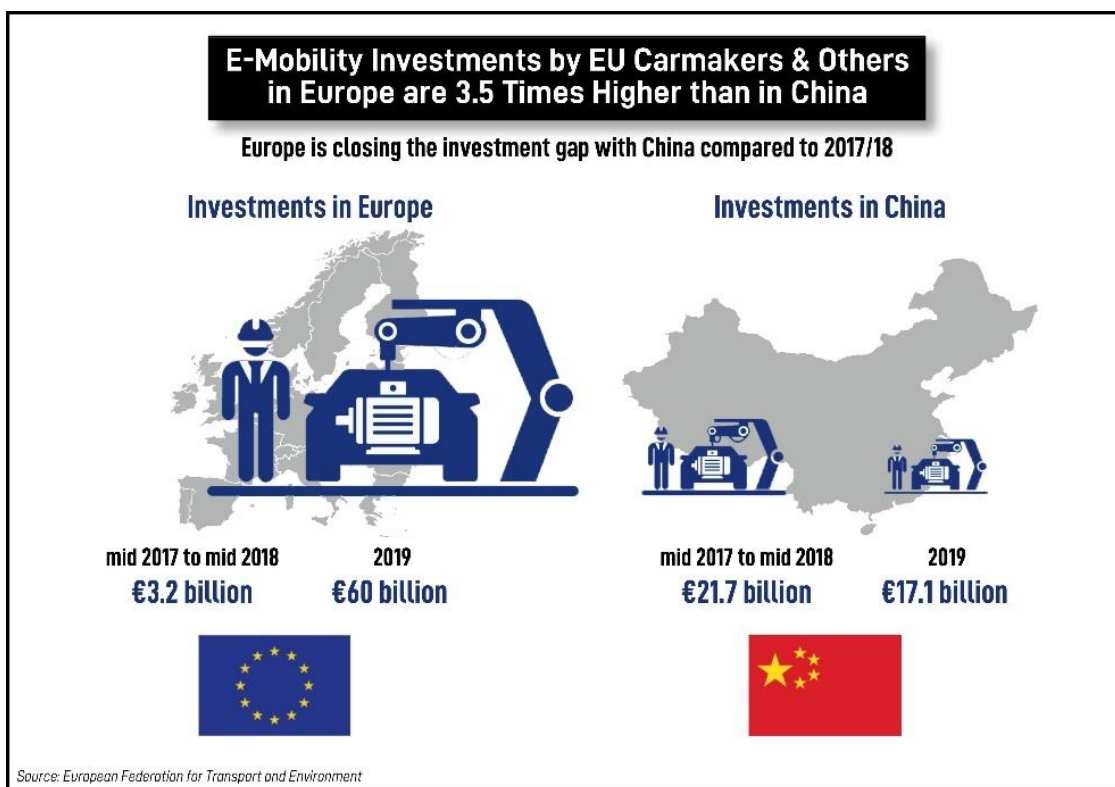 E-Mobility Investments by EU Carmakers & Others
in Europe are 3.5 Times Higher than in China
Europe is closing the investment gap with China compared to 2017/18
Investments in Europe
Investments in China
mid 2017 to mid 2018
€3.2 billion
2019
€60 billion
mid 2017 to mid 2018
€21.7 billion
2019
€17.1 billion
Source: European Federation for Transport and Environment